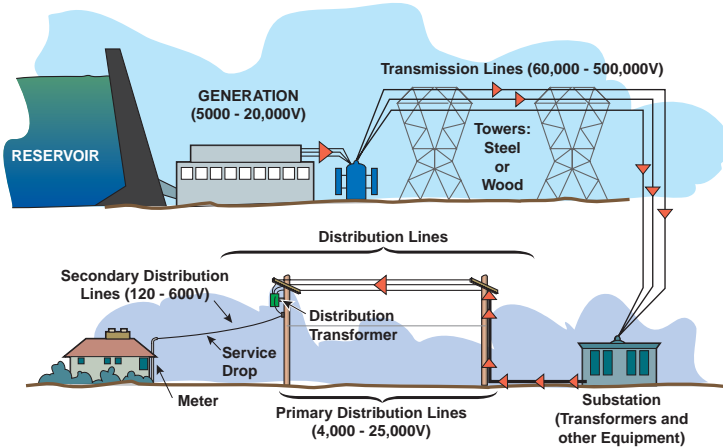 Transmission Lines (60,000 - 500,000V)
GENERATION
(5000 - 20,000V)
RESERVOIR
Towers:
Steel
or
Wood
Distribution Lines
Secondary Distribution
Lines (120 - 600V)
Distribution
Transformer
Service
Drop
Meter
Primary Distribution Lines
(4,000 - 25,000V)
Substation
(Transformers and
other Equipment)